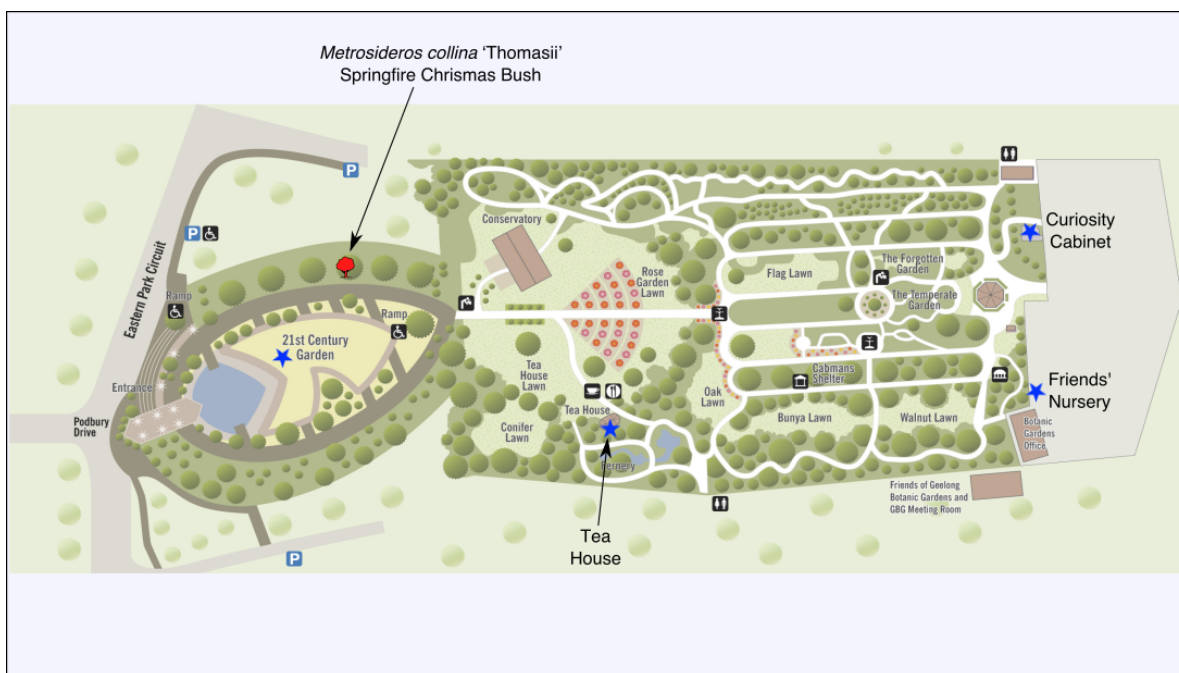 Metrosideros collina ‘Thomasii’
Springfire Chrismas Bush
P
P
Eastern Park Circuit
Ramp
Entrance
Podbury
Drive
21st Century
Garden
Ramp
P
Conservatory
Rose
Garden
Lawn
Flag Lawn
The Forgotten
Garden
The Temperate
Garden
Curiosity
Cabinet
Tea
House
Lawn
Conifer
Lawn
Tea House
Fernery
Oak
Lawn
Cabmans
Shelter
Bunya Lawn
Walnut Lawn
Friends'
Nursery
Botanic
Gardens
Office
Friends of Geelong
Botanic Gardens and
GBG Meeting Room
Tea
House